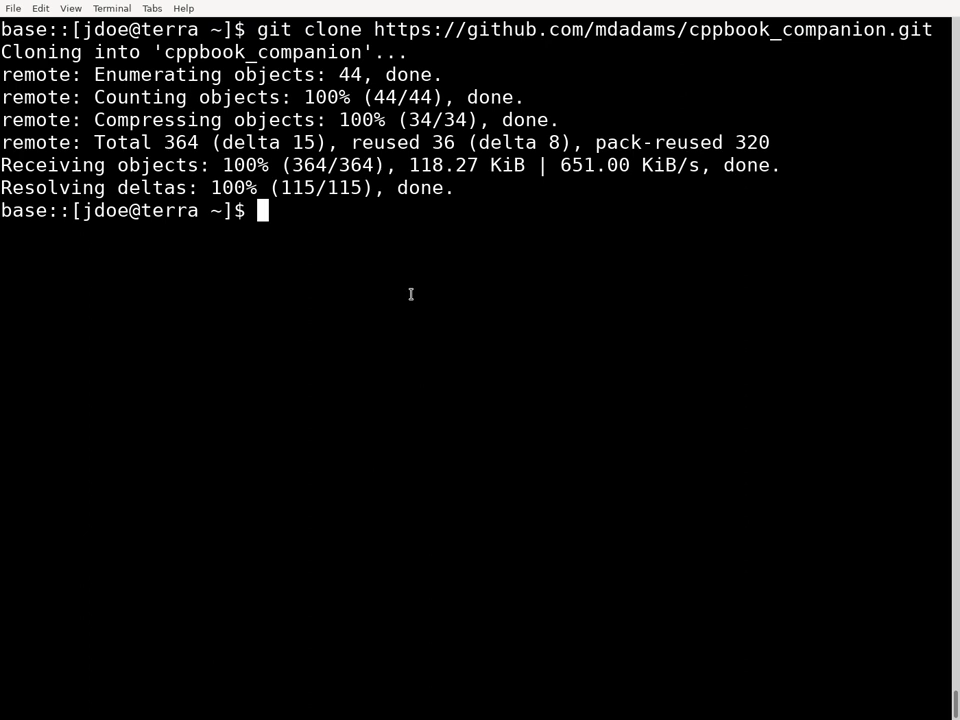 File Edit View Terminal Tabs Help
base::[jdoe@terra ~]$ git clone https://github.com/mdadams/cppbook_companion.git
Cloning into 'cppbook_companion'...
remote: Enumerating objects: 44, done.
remote: Counting objects: 100% (44/44), done.
remote: Compressing objects: 100% (34/34), done.
remote: Total 364 (delta 15), reused 36 (delta 8), pack-reused 320
Receiving objects: 100% (364/364), 118.27 KiB | 651.00 KiB/s, done.
Resolving deltas: 100% (115/115), done.
base::[jdoe@terra ~]$